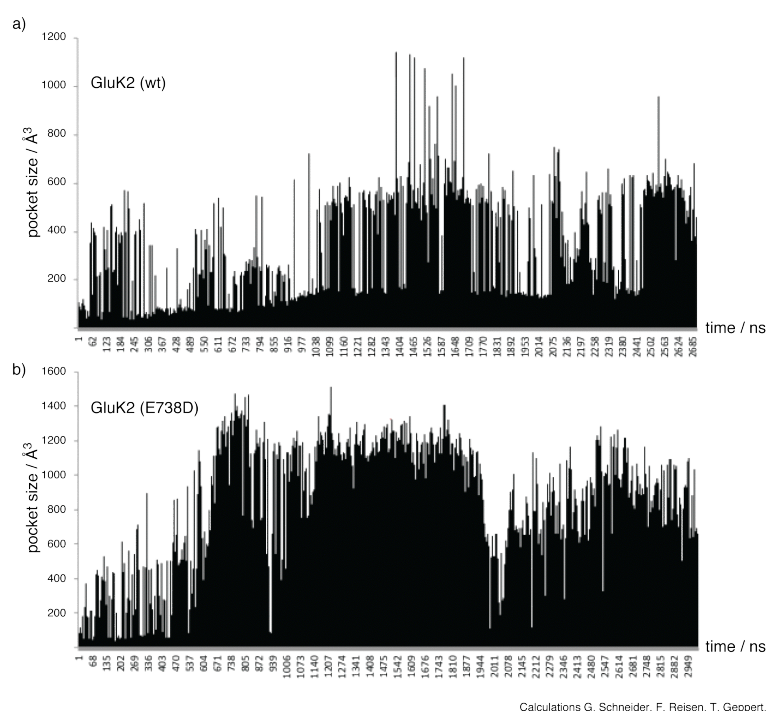 a)
1200
1000
800
600
400
200
pocket size / Å³
GluK2 (wt)
1 62 123 184 245 306 367 428 489 550 611 672 733 794 855 916 977 1038 1099 1160 1221 1282 1343 1404 1465 1526 1587 1648 1709 1770 1831 1892 1953 2014 2075 2136 2197 2258 2319 2380 2441 2502 2563 2624 2685
time / ns
b)
1600
1400
1200
1000
800
600
400
200
pocket size / Å³
GluK2 (E738D)
1 68 135 202 269 336 403 470 537 604 671 738 805 872 939 1006 1073 1140 1207 1274 1341 1408 1475 1542 1609 1676 1743 1810 1877 1944 2011 2078 2145 2212 2279 2346 2413 2480 2547 2614 2681 2748 2815 2882 2949
time / ns
Calculations G. Schneider, F. Reisen, T. Geppert.